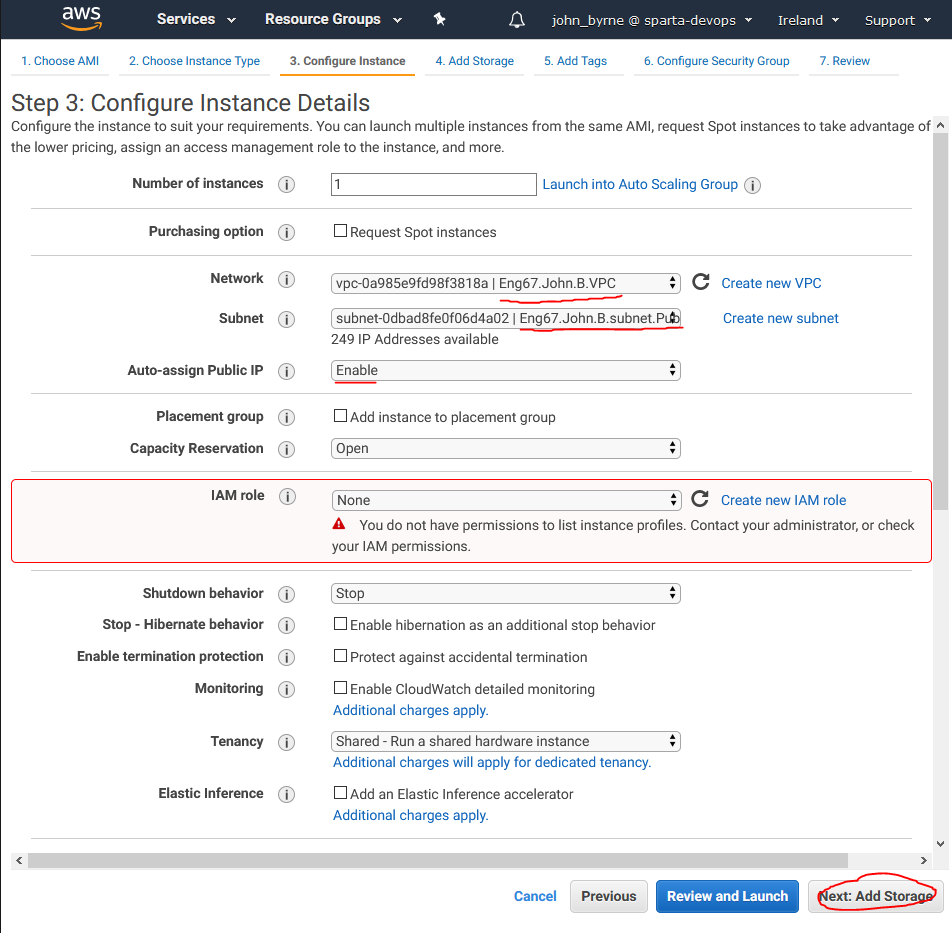 aws Services Resource Groups john_byrne @ sparta-devops Ireland Support
1. Choose AMI 2. Choose Instance Type 3. Configure Instance 4. Add Storage 5. Add Tags 6. Configure Security Group 7. Review
Step 3: Configure Instance Details
Configure the instance to suit your requirements. You can launch multiple instances from the same AMI, request Spot instances to take advantage of
the lower pricing, assign an access management role to the instance, and more.
Number of instances i 1 Launch into Auto Scaling Group i
Purchasing option i Request Spot instances
Network i vpc-0a985e9fd98f3818a | Eng67.John.B.VPC Create new VPC
Subnet i subnet-0dbad8fe0f06d4a02 | Eng67.John.B.subnet.Pub Create new subnet
249 IP Addresses available
Auto-assign Public IP i Enable
Placement group i Add instance to placement group
Capacity Reservation i Open
IAM role i None Create new IAM role
You do not have permissions to list instance profiles. Contact your administrator, or check
your IAM permissions.
Shutdown behavior i Stop
Stop - Hibernate behavior i Enable hibernation as an additional stop behavior
Enable termination protection i Protect against accidental termination
Monitoring i Enable CloudWatch detailed monitoring
Additional charges apply.
Tenancy i Shared - Run a shared hardware instance
Additional charges will apply for dedicated tenancy.
Elastic Inference i Add an Elastic Inference accelerator
Additional charges apply.
Cancel Previous Review and Launch Next: Add Storage